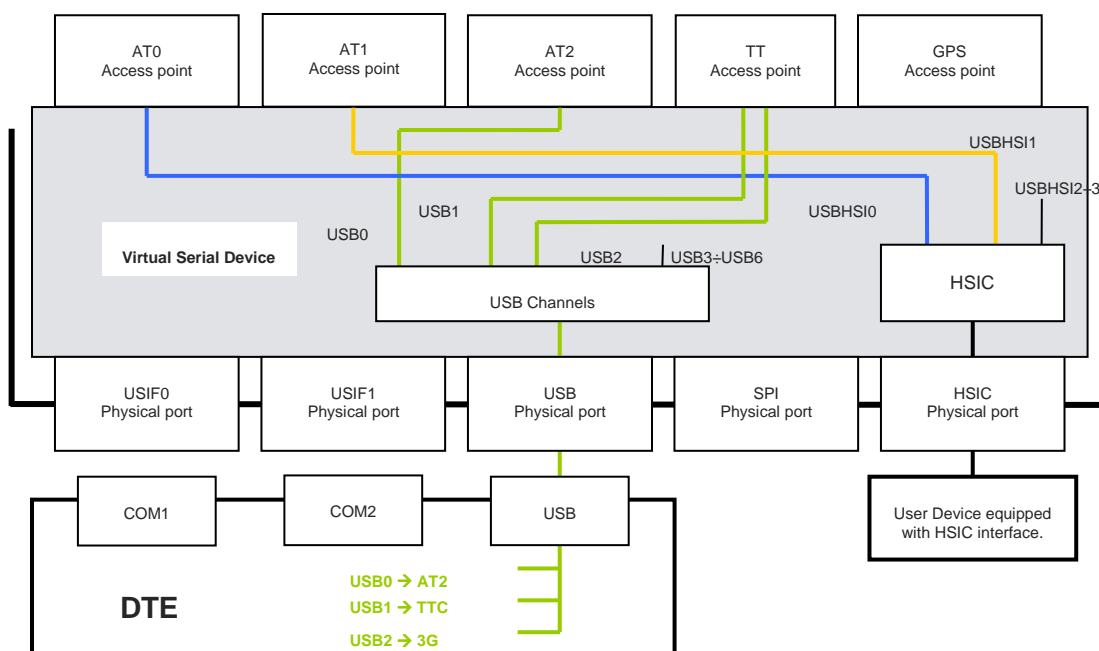 AT0
Access point
AT1
Access point
AT2
Access point
TT
Access point
GPS
Access point
USBHSI1
USBHSI2÷3
USB1
USBHSI0
USB0
Virtual Serial Device
USB2
USB3÷USB6
HSIC
USB Channels
USIF0
Physical port
USIF1
Physical port
USB
Physical port
SPI
Physical port
HSIC
Physical port
COM1
COM2
USB
User Device equipped
with HSIC interface.
USB0 → AT2
DTE
USB1 → TTC
USB2 → 3G